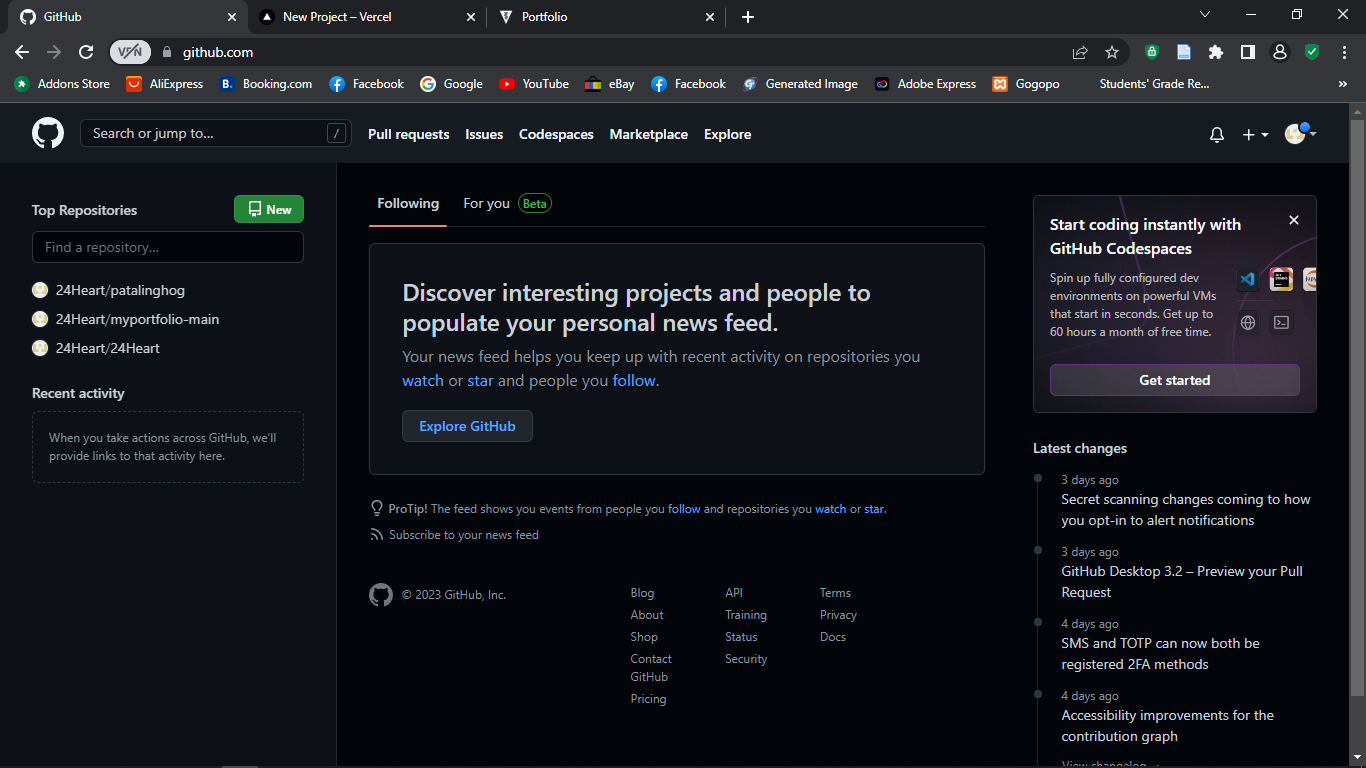 GitHub
New Project – Vercel
Portfolio
VPN
github.com
Addons Store
AliExpress
B.
Booking.com
Facebook
Google
YouTube
eBay
Facebook
Generated Image
Adobe Express
Gogopo
Students' Grade Re...
»
Search or jump to...
/
Pull requests
Issues
Codespaces
Marketplace
Explore
Top Repositories
New
Find a repository...
24Heart/patalinghog
24Heart/myportfolio-main
24Heart/24Heart
Recent activity
When you take actions across GitHub, we'll
provide links to that activity here.
Following
For you
Beta
Discover interesting projects and people to
populate your personal news feed.
Your news feed helps you keep up with recent activity on repositories you
watch or star and people you follow.
Explore GitHub
ProTip! The feed shows you events from people you follow and repositories you watch or star.
Subscribe to your news feed
© 2023 GitHub, Inc.
Blog
About
Shop
Contact
GitHub
Pricing
API
Training
Status
Security
Terms
Privacy
Docs
Start coding instantly with
GitHub Codespaces
Spin up fully configured dev
environments on powerful VMs
that start in seconds. Get up to
60 hours a month of free time.
Get started
Latest changes
3 days ago
Secret scanning changes coming to how
you opt-in to alert notifications
3 days ago
GitHub Desktop 3.2 – Preview your Pull
Request
4 days ago
SMS and TOTP can now both be
registered 2FA methods
4 days ago
Accessibility improvements for the
contribution graph
View changelog →